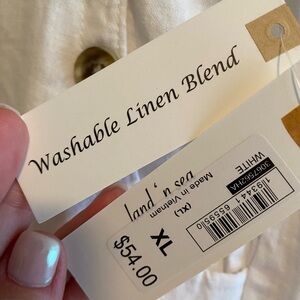 Washable Linen Blend
land 'n sea
WHITE
Made in Vietnam
(XL)
XL
$54.00